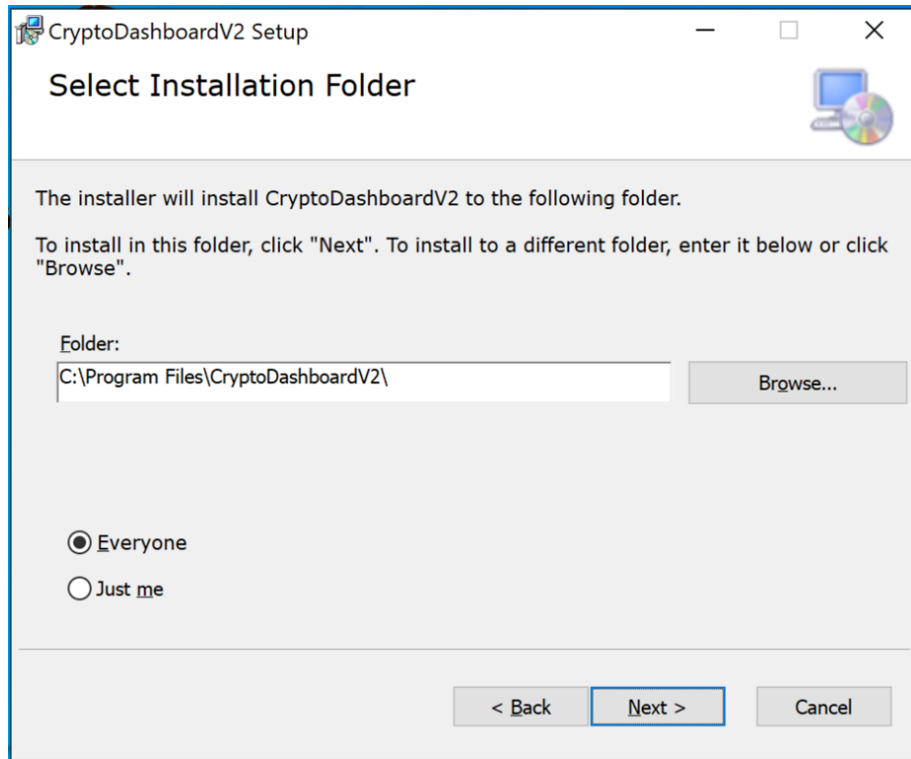 CryptoDashboardV2 Setup
Select Installation Folder
The installer will install CryptoDashboardV2 to the following folder.
To install in this folder, click "Next". To install to a different folder, enter it below or click
"Browse".
Folder:
C:\Program Files\CryptoDashboardV2\
Browse...
Everyone
Just me
< Back
Next >
Cancel